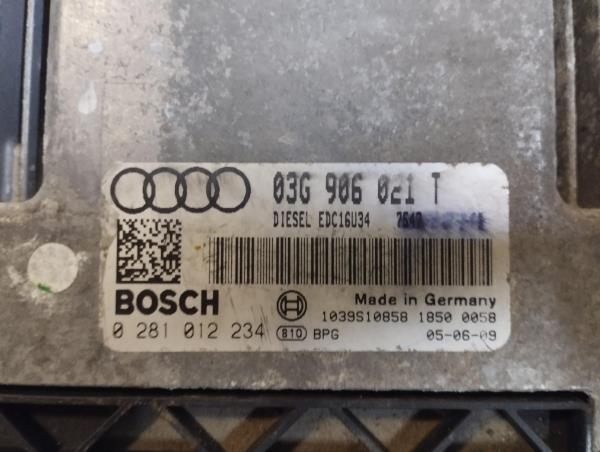 03G 906 021 T
DIESEL EDC16U34
BOSCH
Made in Germany
1039S10858 1850 0058
0 281 012 234 810 BPG 05-06-09